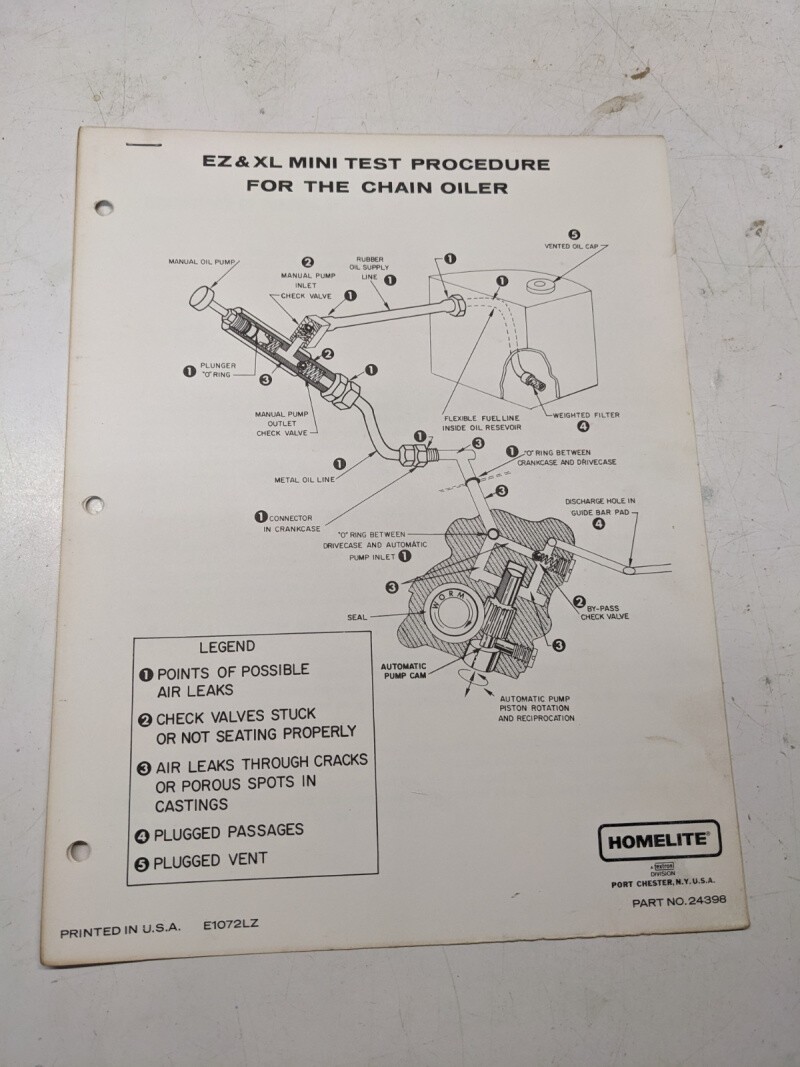 EZ & XL MINI TEST PROCEDURE
FOR THE CHAIN OILER
5
VENTED OIL CAP
MANUAL OIL PUMP
2
MANUAL PUMP
INLET
CHECK VALVE
1
RUBBER
OIL SUPPLY
LINE 1
1
1
1 PLUNGER
"O" RING
3
2
1
MANUAL PUMP
OUTLET
CHECK VALVE
FLEXIBLE FUEL LINE
INSIDE OIL RESEVOIR
WEIGHTED FILTER
4
1
METAL OIL LINE
1
3
1 "O" RING BETWEEN
CRANKCASE AND DRIVECASE
1 CONNECTOR
IN CRANKCASE
3
DISCHARGE HOLE IN
GUIDE BAR PAD
4
"O" RING BETWEEN
DRIVECASE AND AUTOMATIC
PUMP INLET 1
3
WORM
SEAL
2 BY-PASS
CHECK VALVE
3
AUTOMATIC
PUMP CAM
AUTOMATIC PUMP
PISTON ROTATION
AND RECIPROCATION
LEGEND
1 POINTS OF POSSIBLE
AIR LEAKS
2 CHECK VALVES STUCK
OR NOT SEATING PROPERLY
3 AIR LEAKS THROUGH CRACKS
OR POROUS SPOTS IN
CASTINGS
4 PLUGGED PASSAGES
5 PLUGGED VENT
HOMELITE®
a textron
DIVISION
PORT CHESTER, N.Y. U.S.A.
PART NO. 24398
PRINTED IN U.S.A. E1072LZ